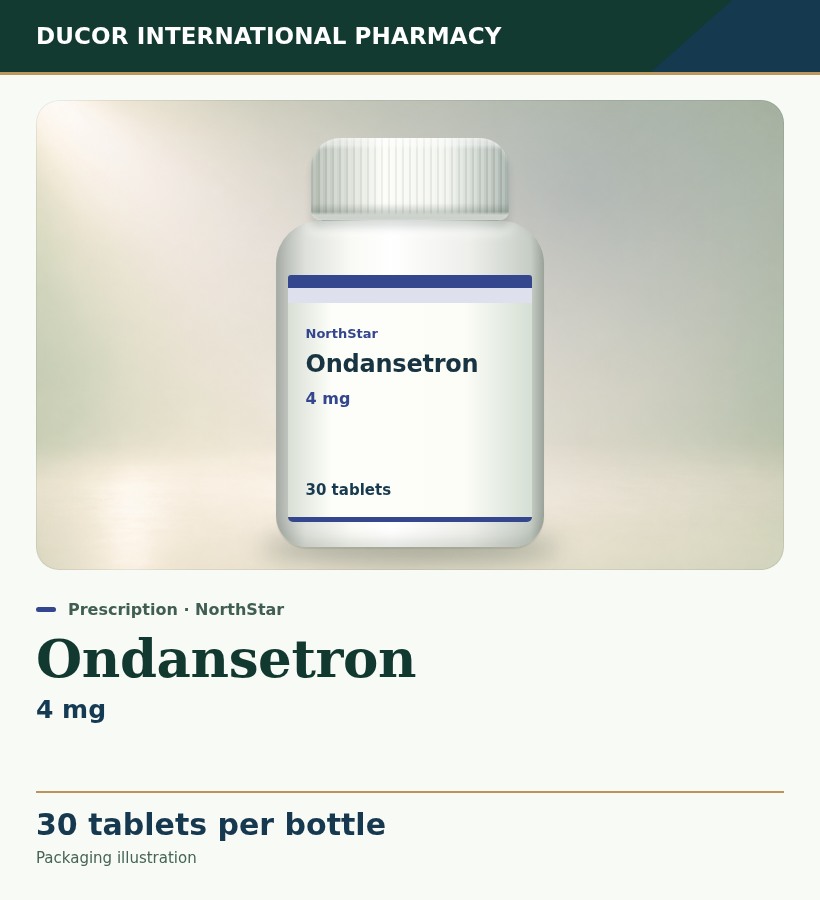 DUCOR INTERNATIONAL PHARMACY
NorthStar
Ondansetron
4 mg
30 tablets
Prescription · NorthStar
Ondansetron
4 mg
30 tablets per bottle
Packaging illustration